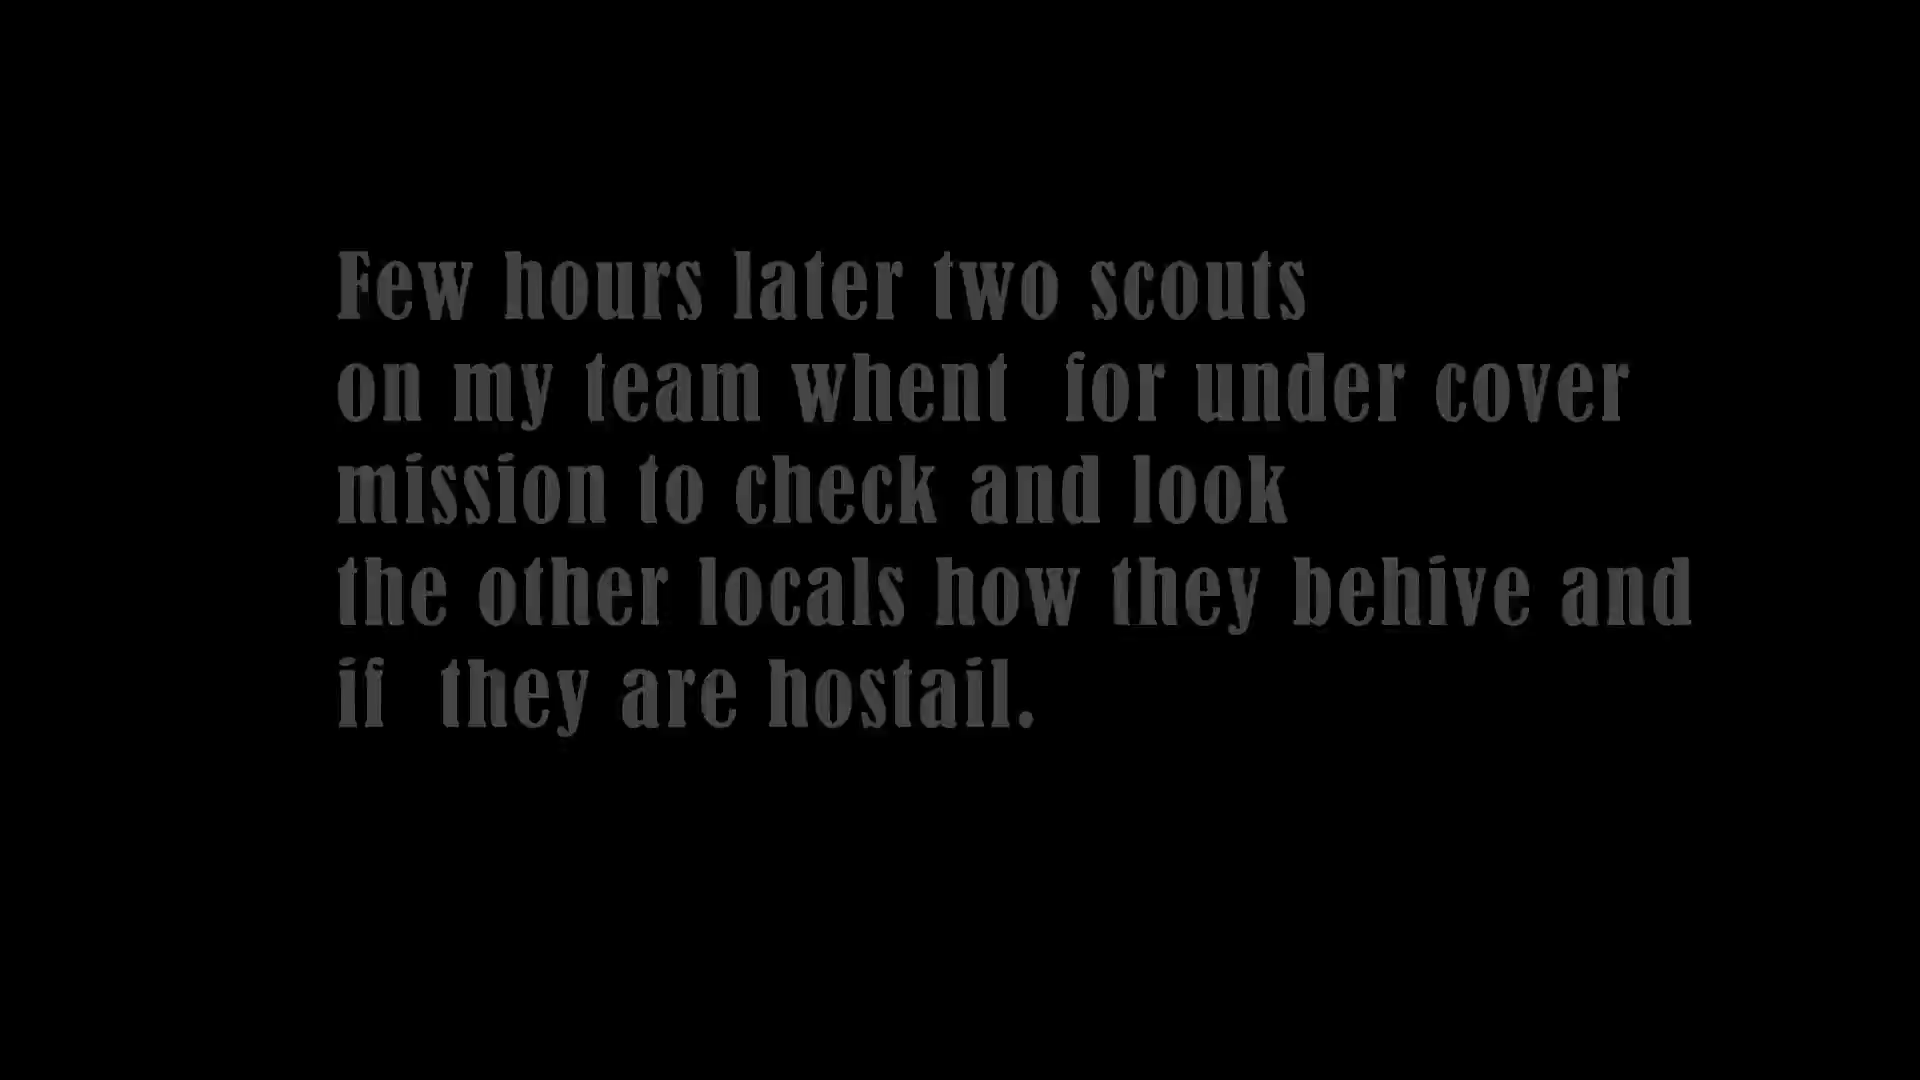 Few hours later two scouts
on my team whent  for under cover
mission to check and look
the other locals how they behive and
if  they are hostail.